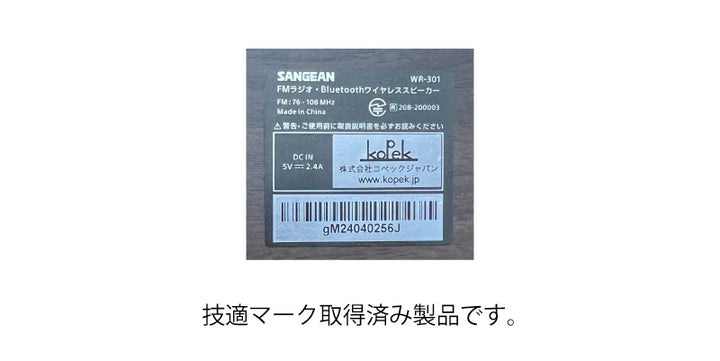 SANGEAN WR-301
FMラジオ・Bluetoothワイヤレススピーカー
FM : 76 - 108 MHz
Made in China
R 208-200003
⚠警告・ご使用前に取扱説明書を必ずお読みください
DC IN
5V ⎓ 2.4A
kopek
株式会社コペックジャパン
www.kopek.jp
gM24040256J
技適マーク取得済み製品です。